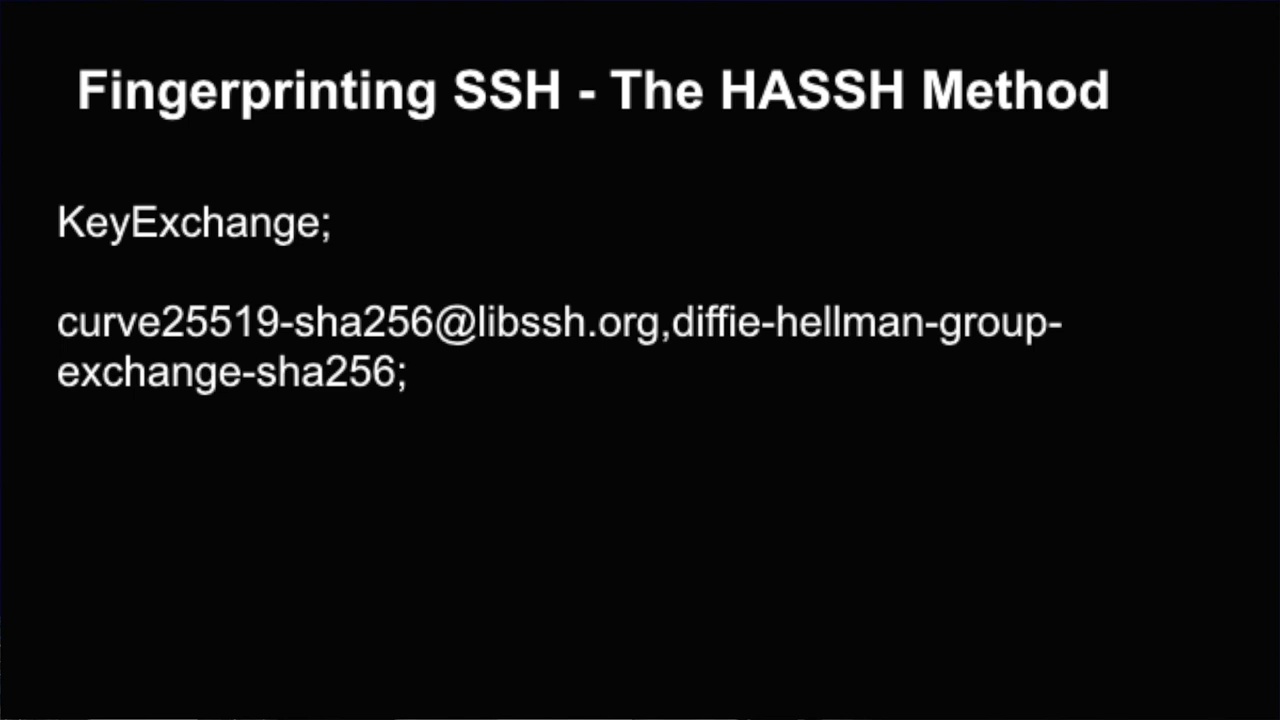 Fingerprinting SSH - The HASSH Method
KeyExchange;
curve25519-sha256@libssh.org,diffie-hellman-group-
exchange-sha256;